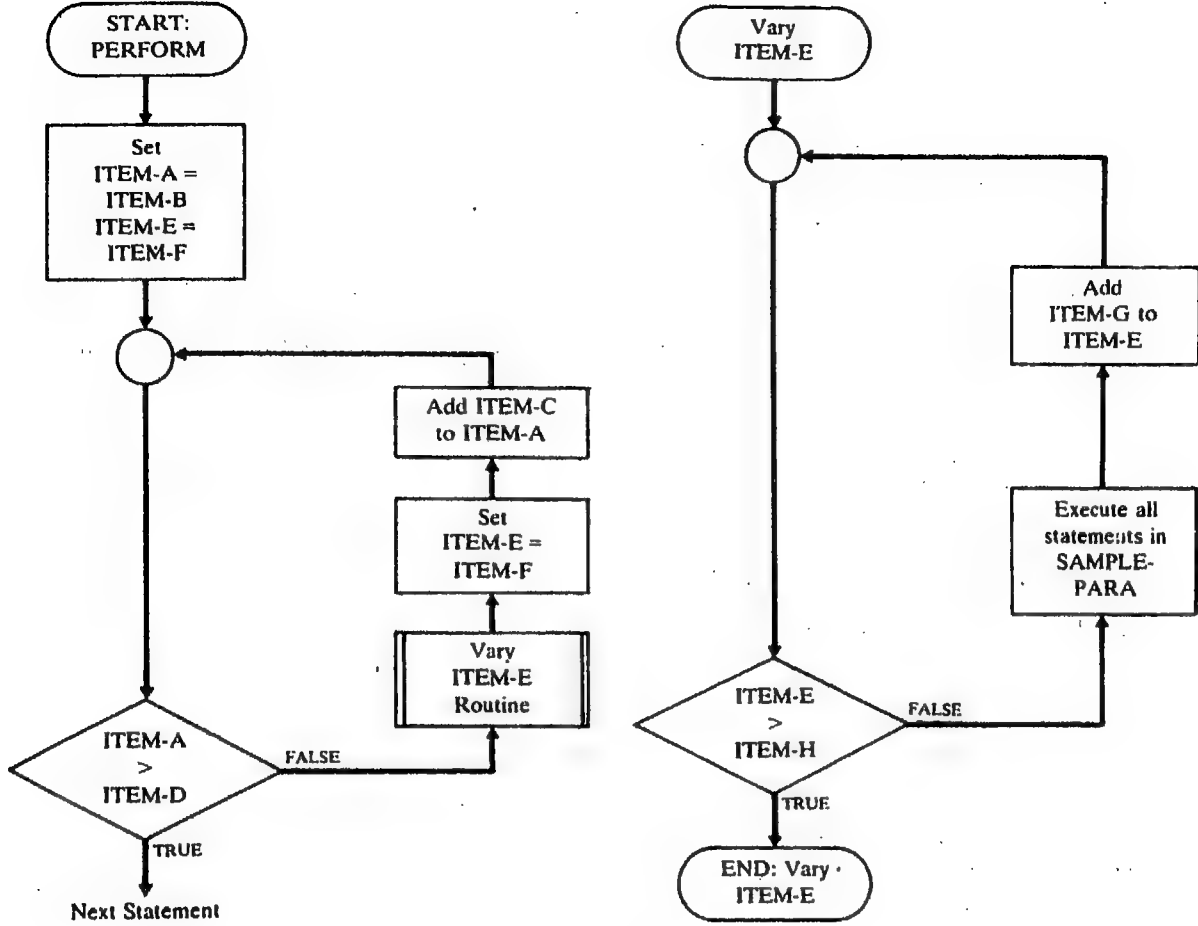 START:
PERFORM
Set
ITEM-A =
ITEM-B
ITEM-E =
ITEM-F
Add ITEM-C
to ITEM-A
Set
ITEM-E =
ITEM-F
Vary
ITEM-E
Routine
ITEM-A
>
ITEM-D
FALSE
TRUE
Next Statement
Vary
ITEM-E
Add
ITEM-G to
ITEM-E
Execute all
statements in
SAMPLE-
PARA
ITEM-E
>
ITEM-H
FALSE
TRUE
END: Vary
ITEM-E